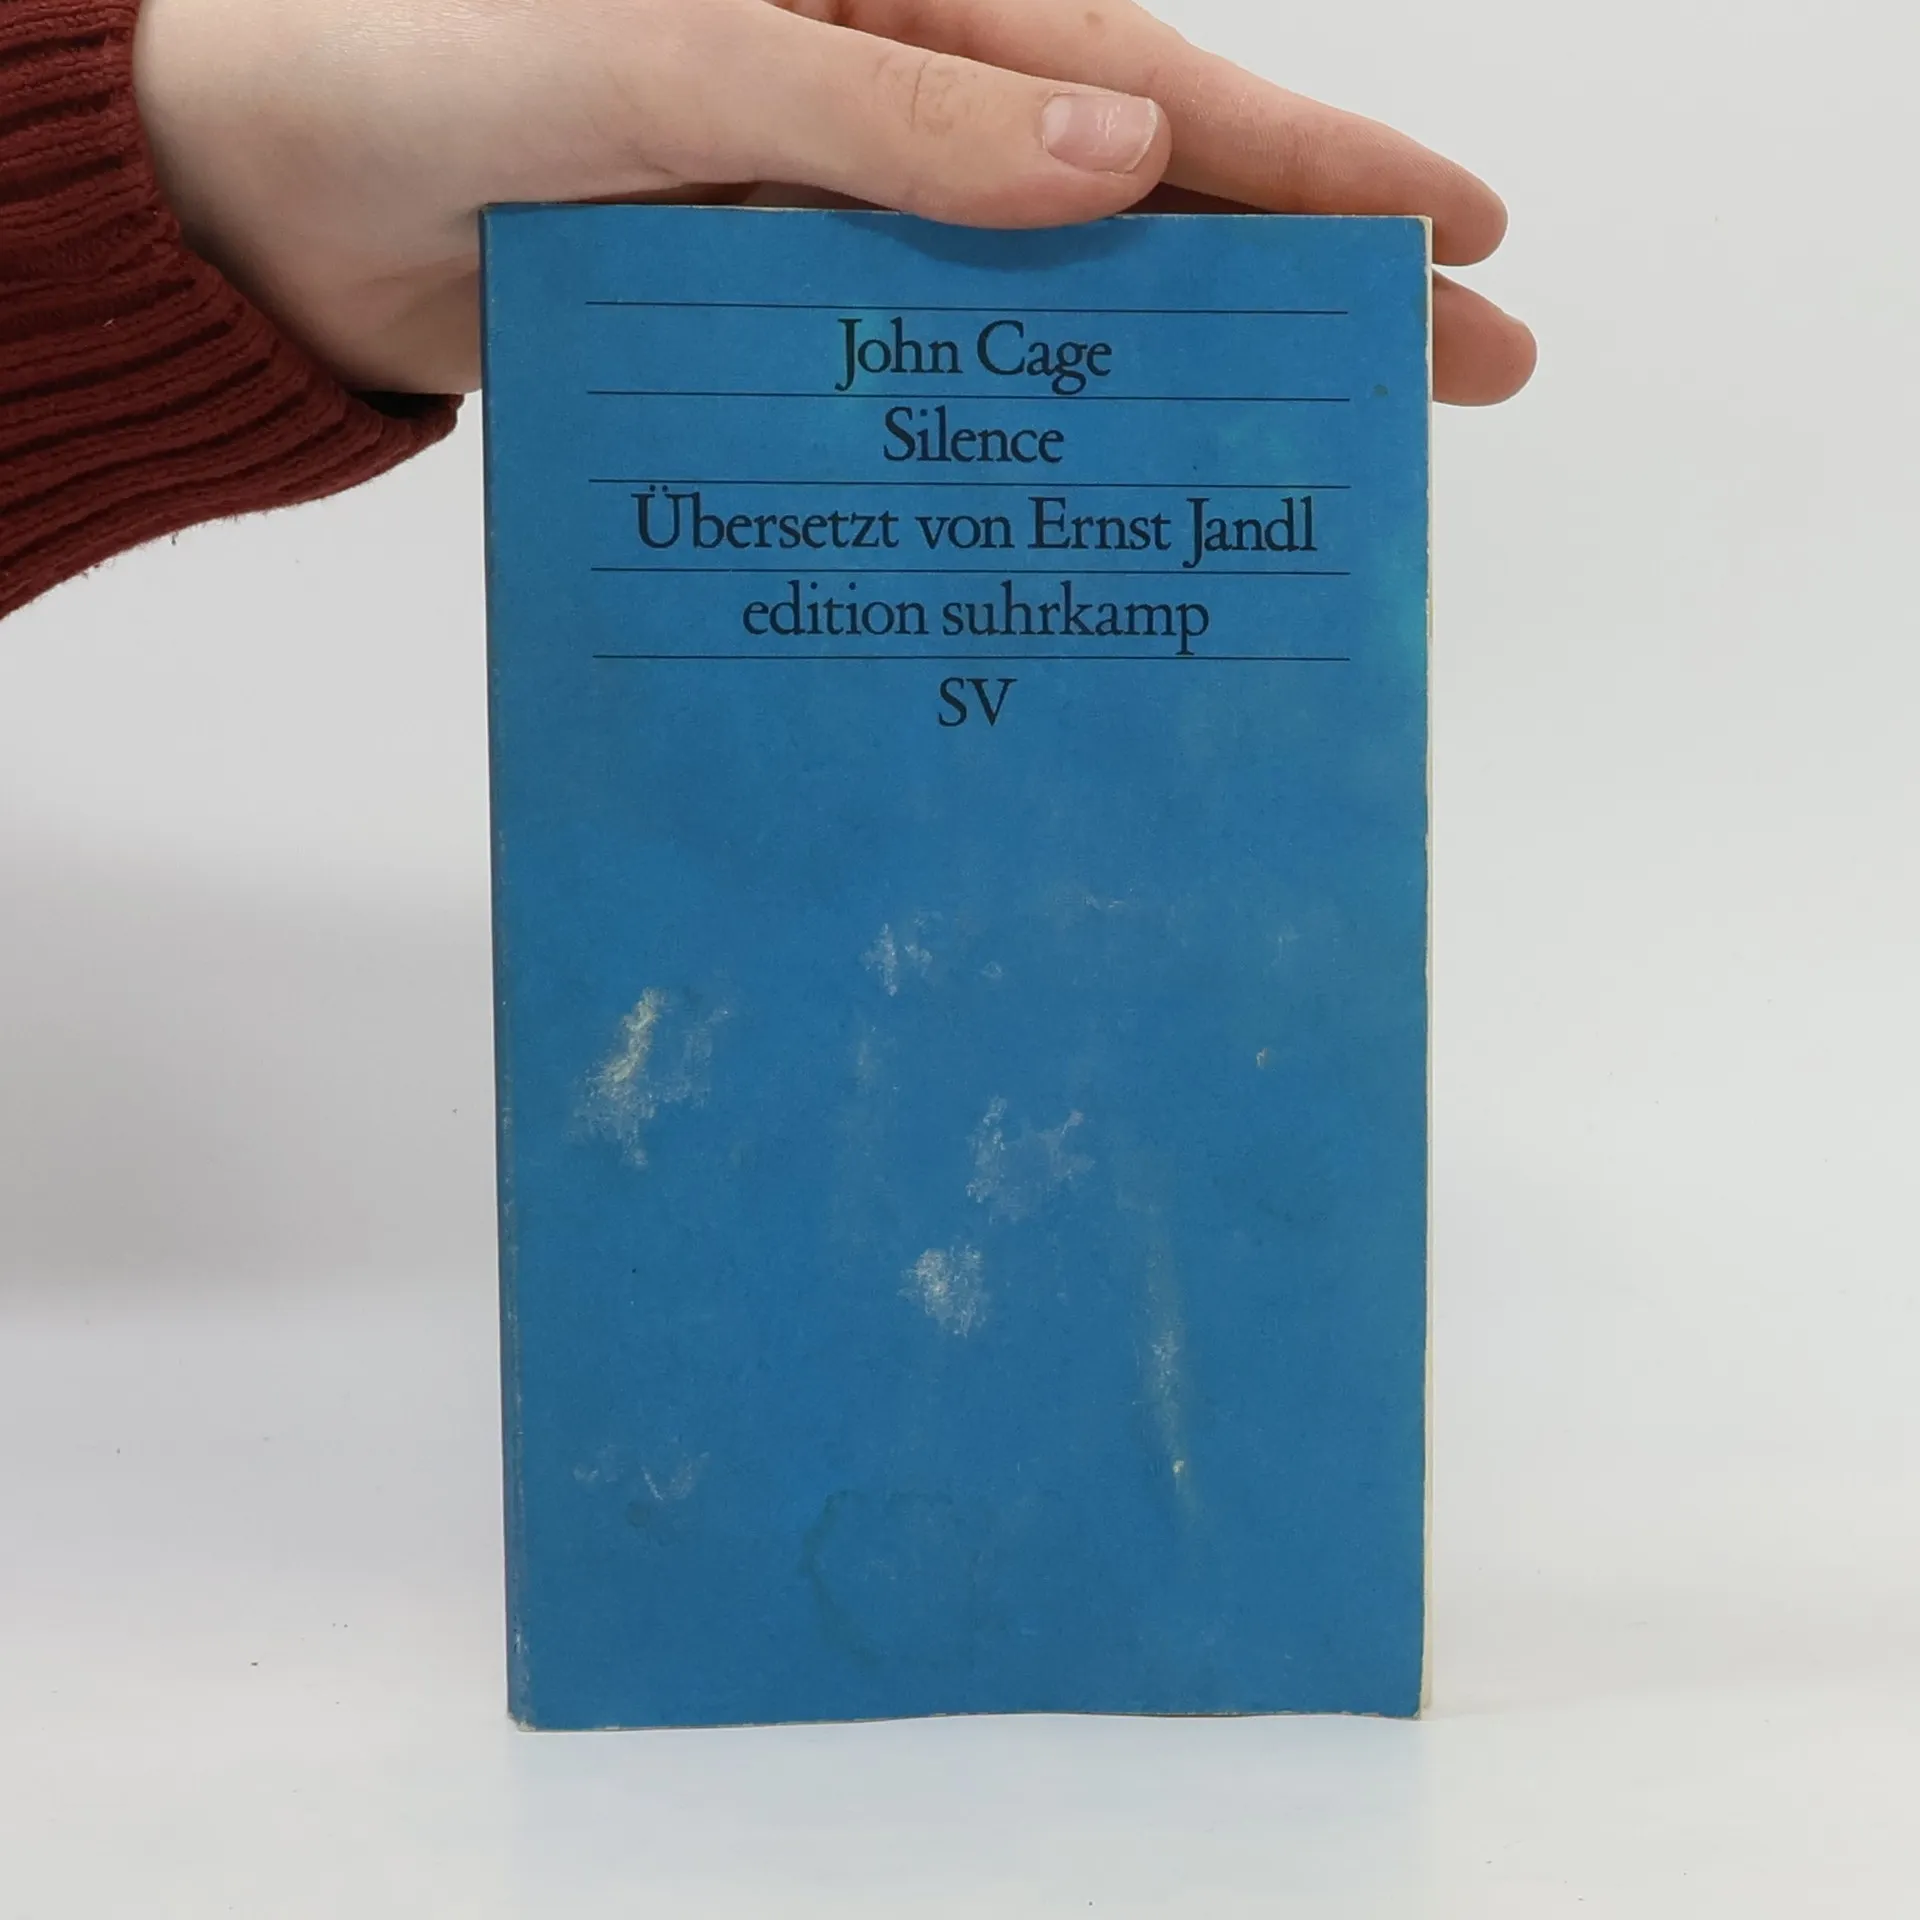 John Cage
Silence
Übersetzt von Ernst Jandl
edition suhrkamp
SV